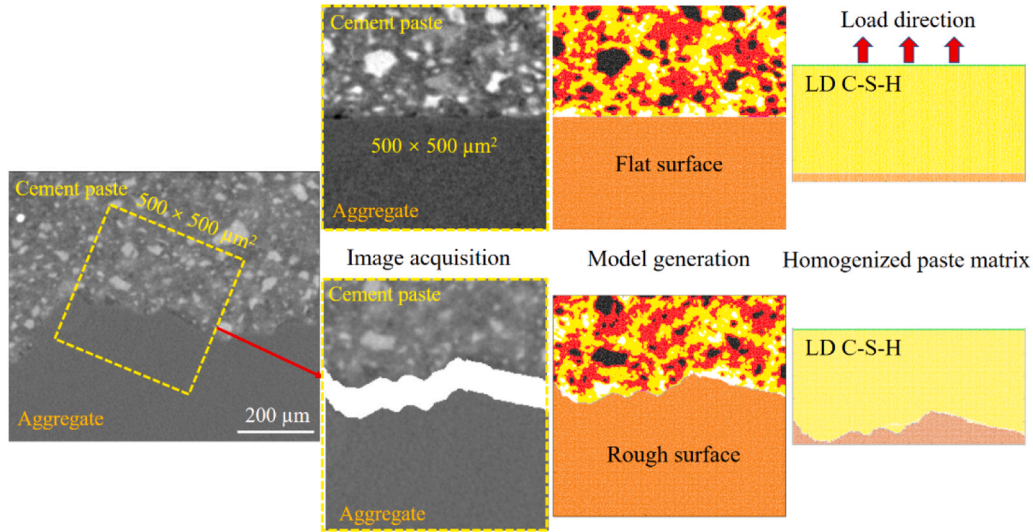 Cement paste
Aggregate
500 × 500 µm²
200 µm
Cement paste
500 × 500 µm²
Aggregate
Flat surface
Load direction
LD C-S-H
Image acquisition
Model generation
Homogenized paste matrix
Cement paste
Aggregate
Rough surface
LD C-S-H